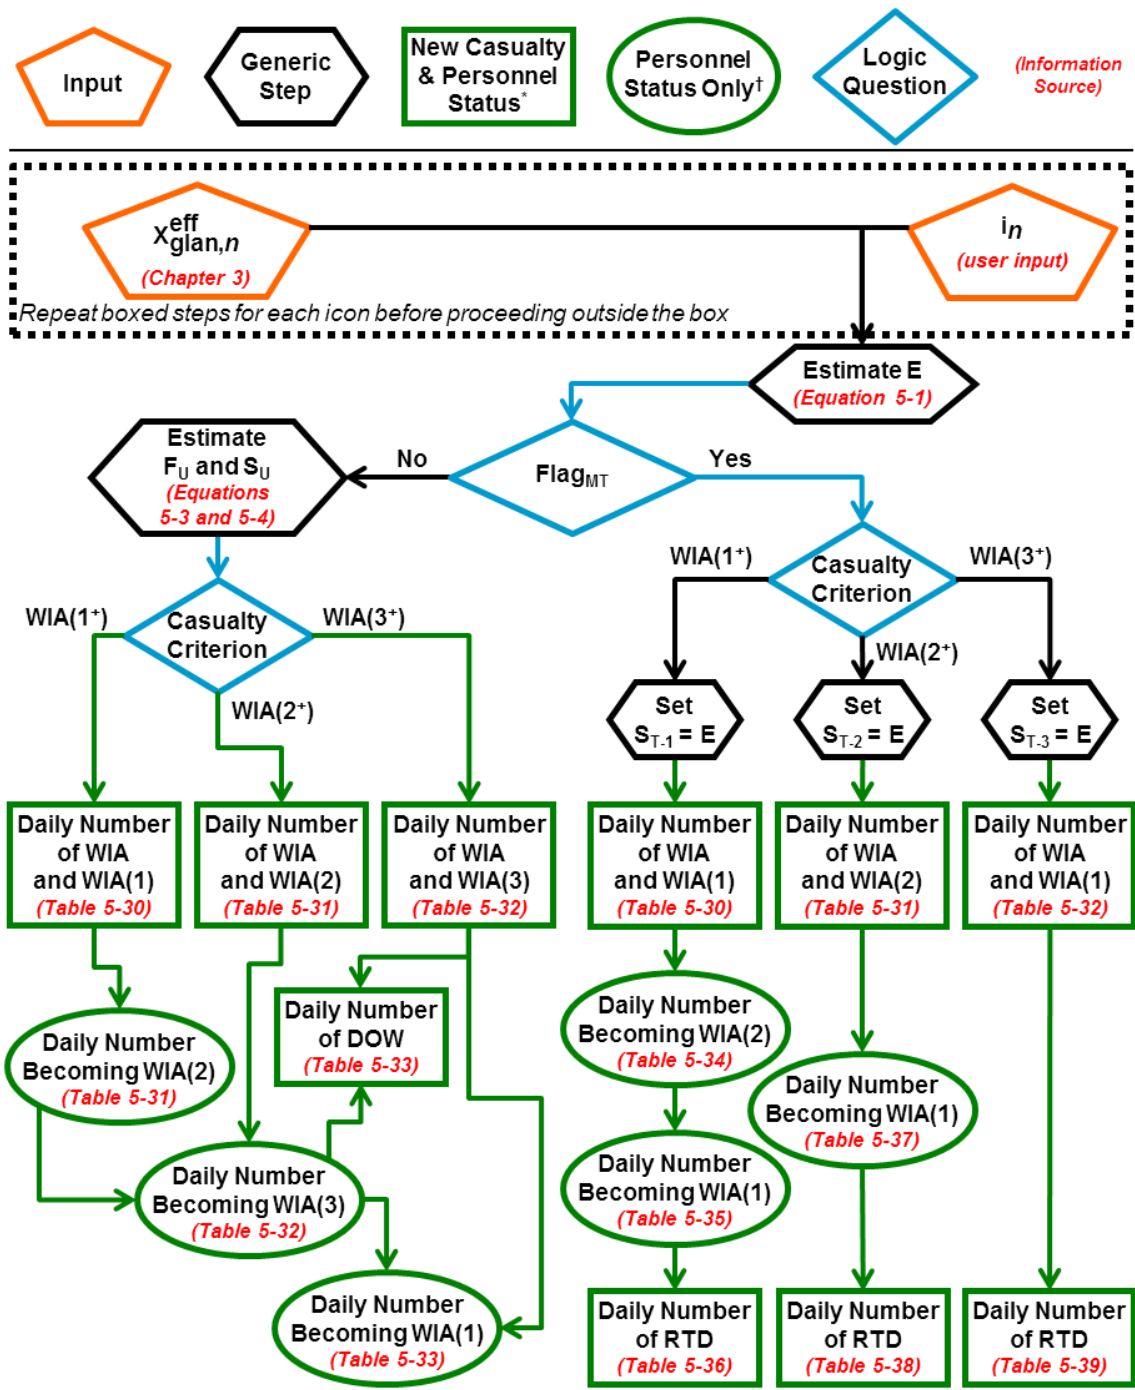 Input
Generic
Step
New Casualty
& Personnel
Status*
Personnel
Status Only†
Logic
Question
(Information
Source)
X eff glan,n
(Chapter 3)
in
(user input)
Repeat boxed steps for each icon before proceeding outside the box
Estimate E
(Equation 5-1)
Estimate
FU and SU
(Equations
5-3 and 5-4)
No
FlagMT
Yes
WIA(1+)
Casualty
Criterion
WIA(3+)
WIA(2+)
WIA(1+)
Casualty
Criterion
WIA(3+)
WIA(2+)
Set
ST-1 = E
Set
ST-2 = E
Set
ST-3 = E
Daily Number
of WIA
and WIA(1)
(Table 5-30)
Daily Number
of WIA
and WIA(2)
(Table 5-31)
Daily Number
of WIA
and WIA(3)
(Table 5-32)
Daily Number
of WIA
and WIA(1)
(Table 5-30)
Daily Number
of WIA
and WIA(2)
(Table 5-31)
Daily Number
of WIA
and WIA(1)
(Table 5-32)
Daily Number
Becoming WIA(2)
(Table 5-31)
Daily Number
of DOW
(Table 5-33)
Daily Number
Becoming WIA(2)
(Table 5-34)
Daily Number
Becoming WIA(1)
(Table 5-37)
Daily Number
Becoming WIA(3)
(Table 5-32)
Daily Number
Becoming WIA(1)
(Table 5-35)
Daily Number
Becoming WIA(1)
(Table 5-33)
Daily Number
of RTD
(Table 5-36)
Daily Number
of RTD
(Table 5-38)
Daily Number
of RTD
(Table 5-39)